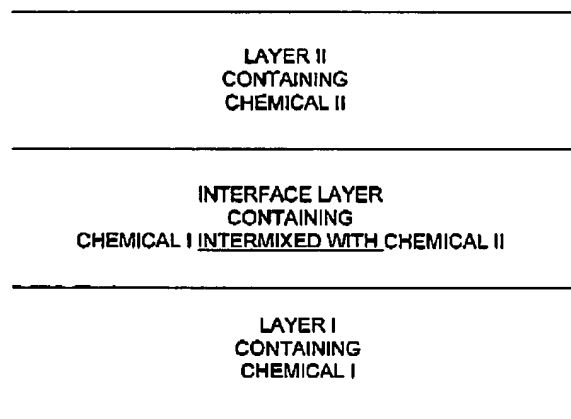 LAYER II
CONTAINING
CHEMICAL II
INTERFACE LAYER
CONTAINING
CHEMICAL I INTERMIXED WITH CHEMICAL II
LAYER I
CONTAINING
CHEMICAL I